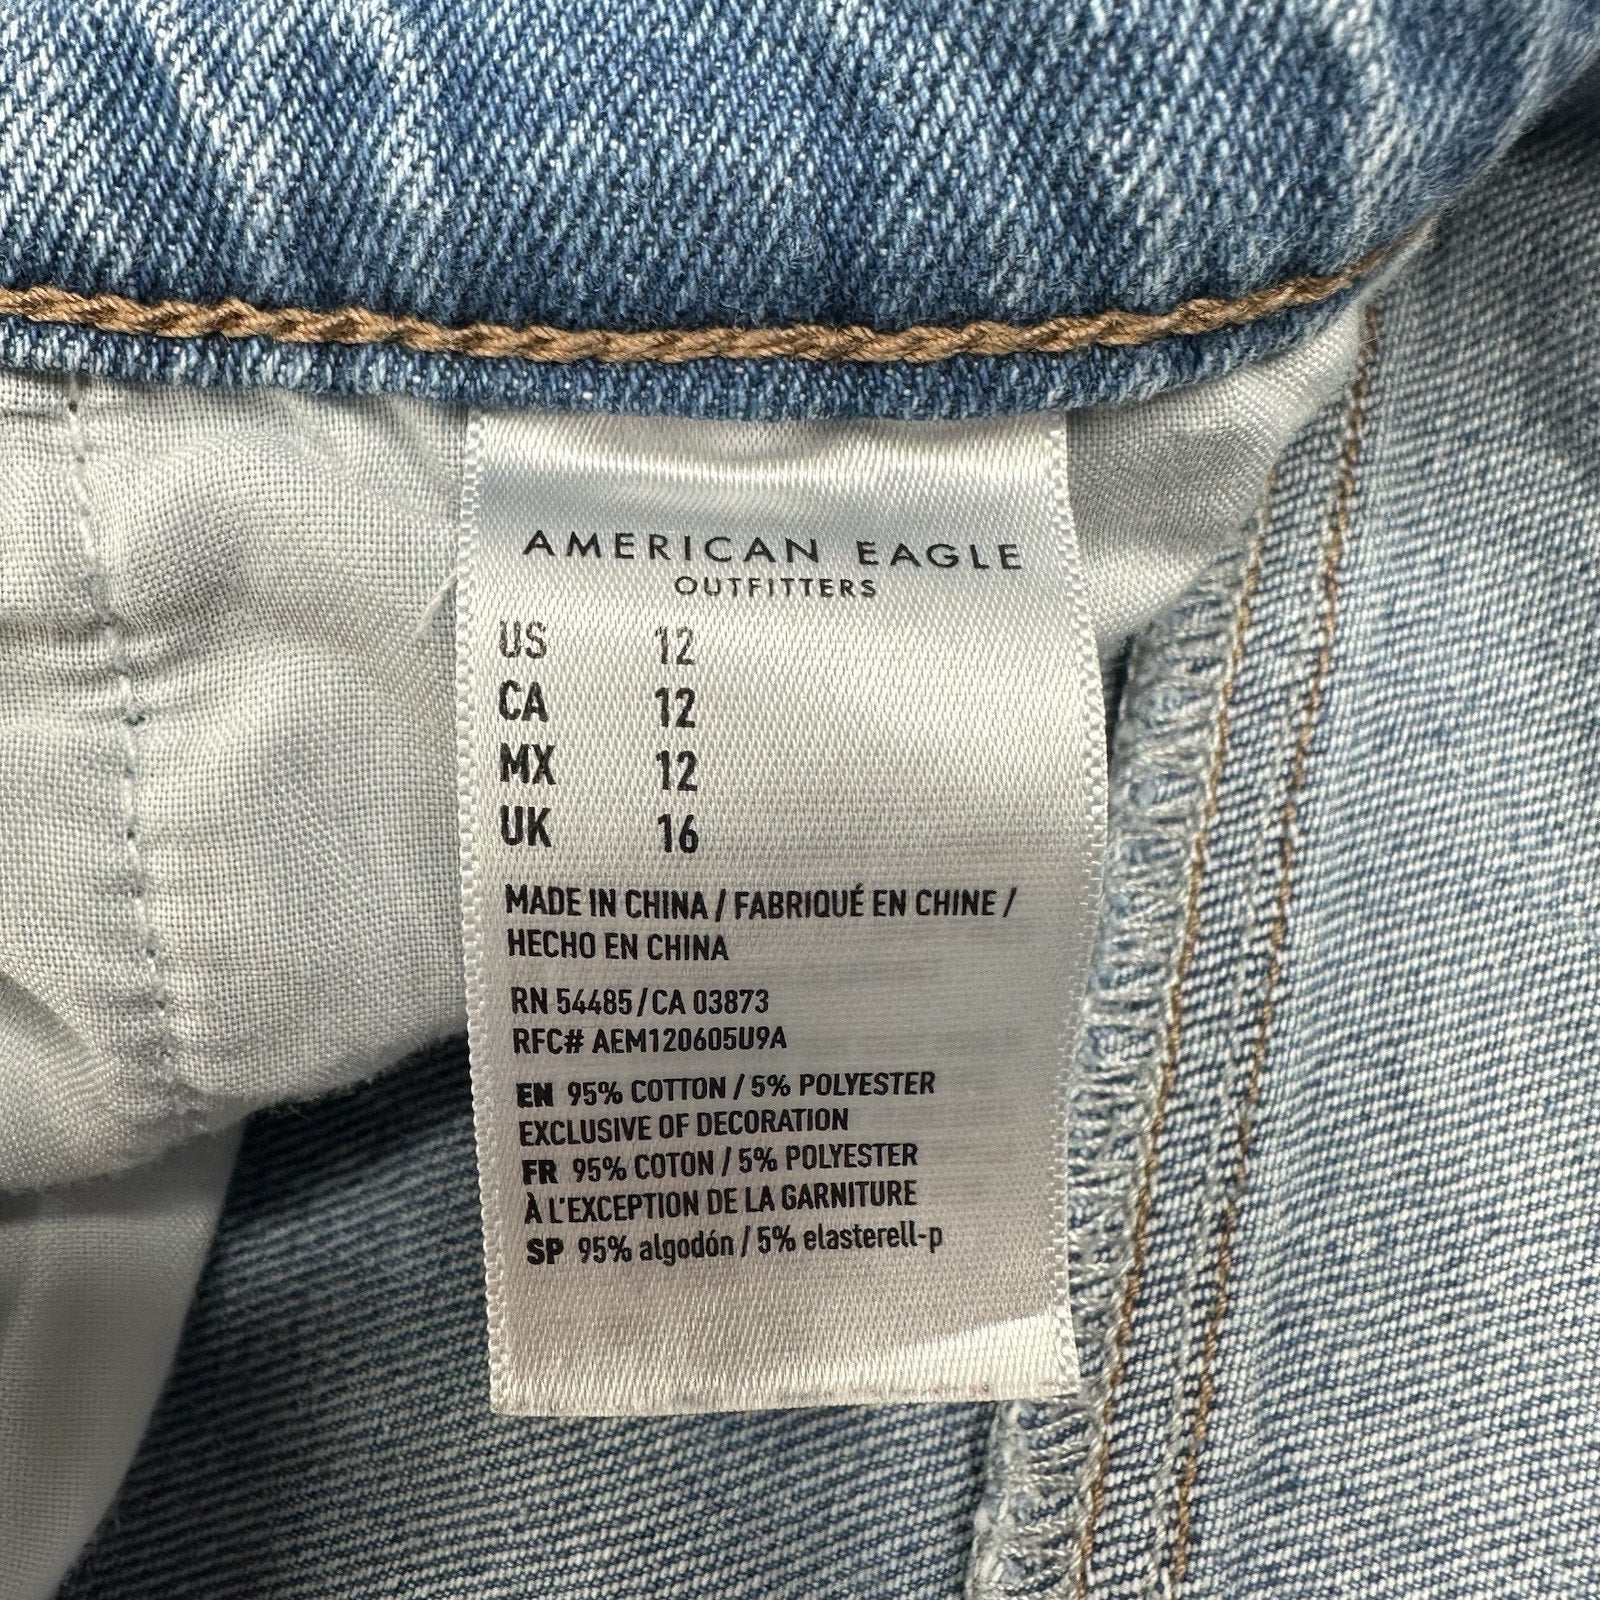 AMERICAN EAGLE
OUTFITTERS
US 12
CA 12
MX 12
UK 16
MADE IN CHINA / FABRIQUÉ EN CHINE /
HECHO EN CHINA
RN 54485/CA 03873
RFC# AEM120605U9A
EN 95% COTTON / 5% POLYESTER
EXCLUSIVE OF DECORATION
FR 95% COTON / 5% POLYESTER
À L'EXCEPTION DE LA GARNITURE
SP 95% algodón / 5% elasterell-p